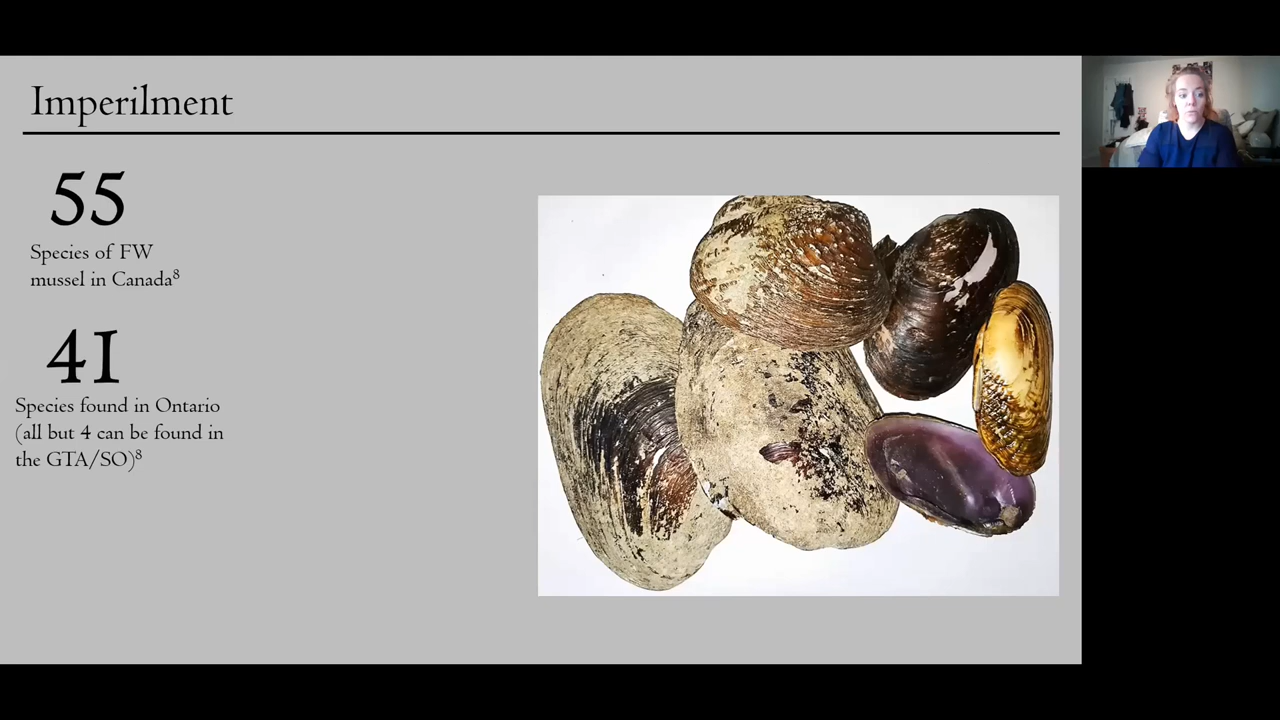 Imperilment
55
Species of FW
mussel in Canada⁸
41
Species found in Ontario
(all but 4 can be found in
the GTA/SO)⁸